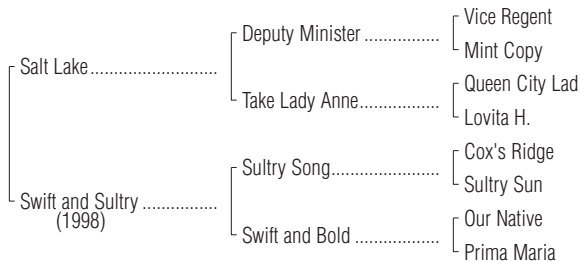 Vice Regent
Deputy Minister ................
Mint Copy
Salt Lake...........................
Queen City Lad
Take Lady Anne.................
Lovita H.
Cox's Ridge
Sultry Song.......................
Sultry Sun
Swift and Sultry ................
(1998)
Our Native
Swift and Bold ..................
Prima Maria